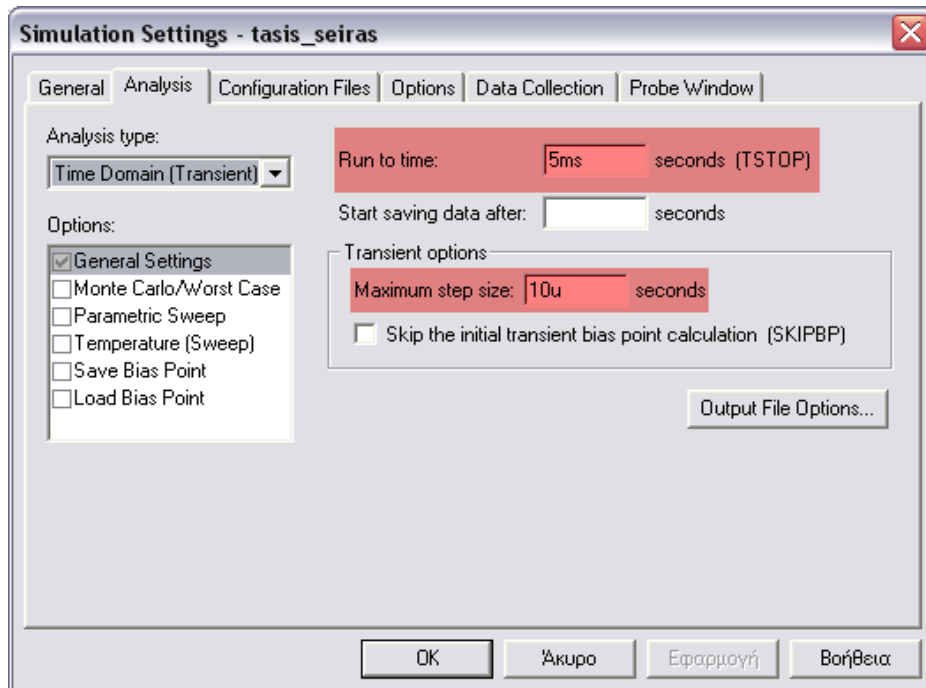 Simulation Settings - tasis_seiras
General Analysis Configuration Files Options Data Collection Probe Window
Analysis type:
Time Domain (Transient)
Options:
General Settings
Monte Carlo/Worst Case
Parametric Sweep
Temperature (Sweep)
Save Bias Point
Load Bias Point
Run to time: 5ms seconds (TSTOP)
Start saving data after: seconds
Transient options
Maximum step size: 10u seconds
Skip the initial transient bias point calculation (SKIPBP)
Output File Options...
OK Άκυρο Εφαρμογή Βοήθεια